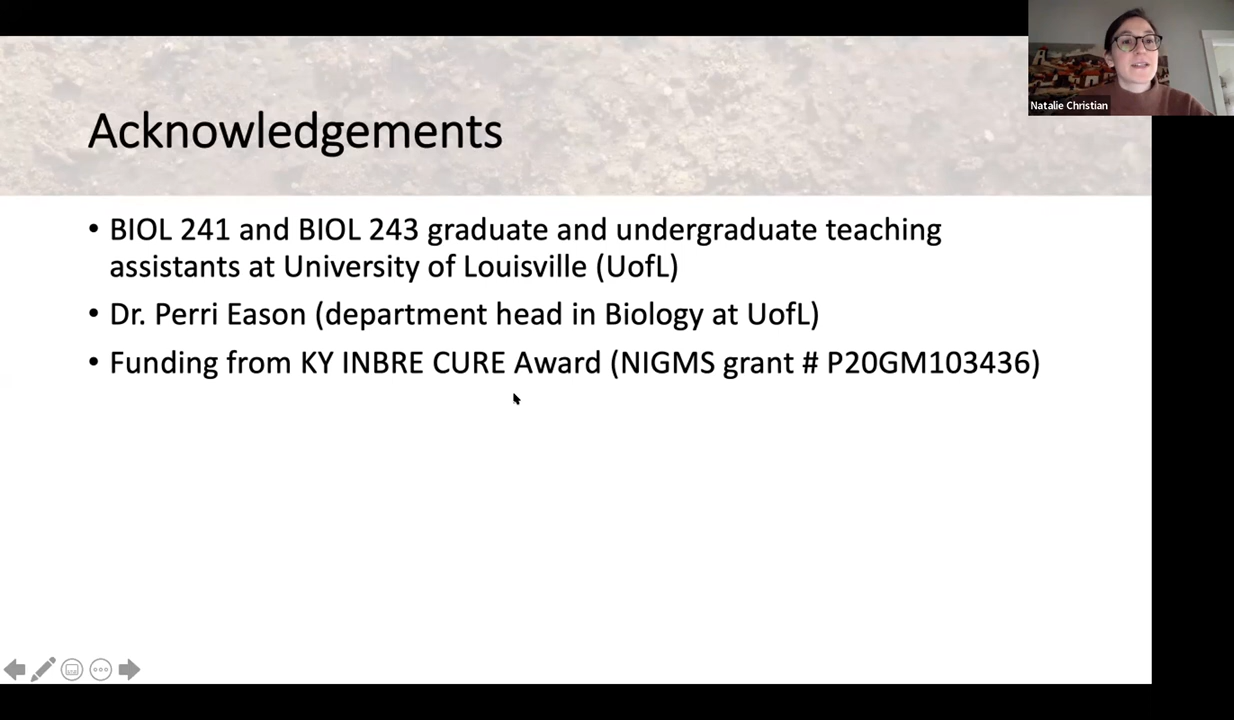 Natalie Christian
Acknowledgements
• BIOL 241 and BIOL 243 graduate and undergraduate teaching
assistants at University of Louisville (UofL)
• Dr. Perri Eason (department head in Biology at UofL)
• Funding from KY INBRE CURE Award (NIGMS grant # P20GM103436)